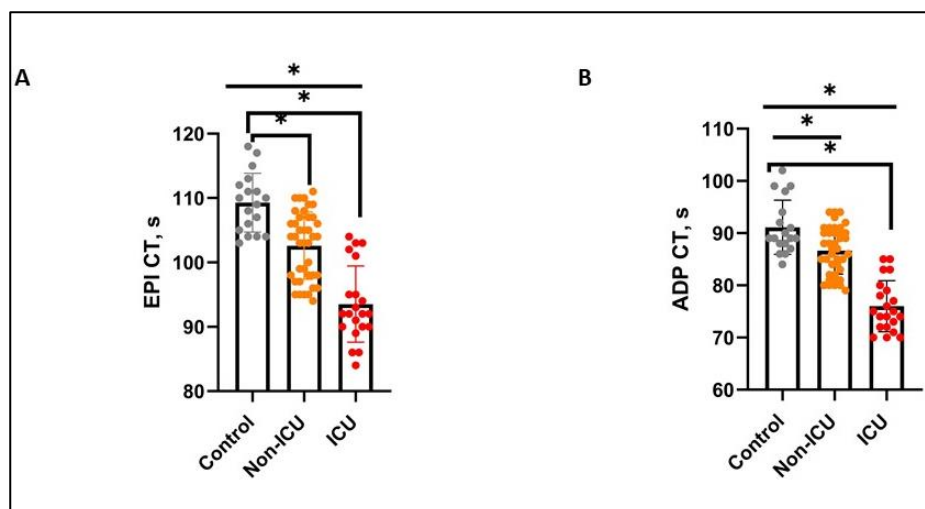 A
*
*
*
EPI CT, s
120
110
100
90
80
Control
Non-ICU
ICU
B
*
*
*
ADP CT, s
110
100
90
80
70
60
Control
Non-ICU
ICU